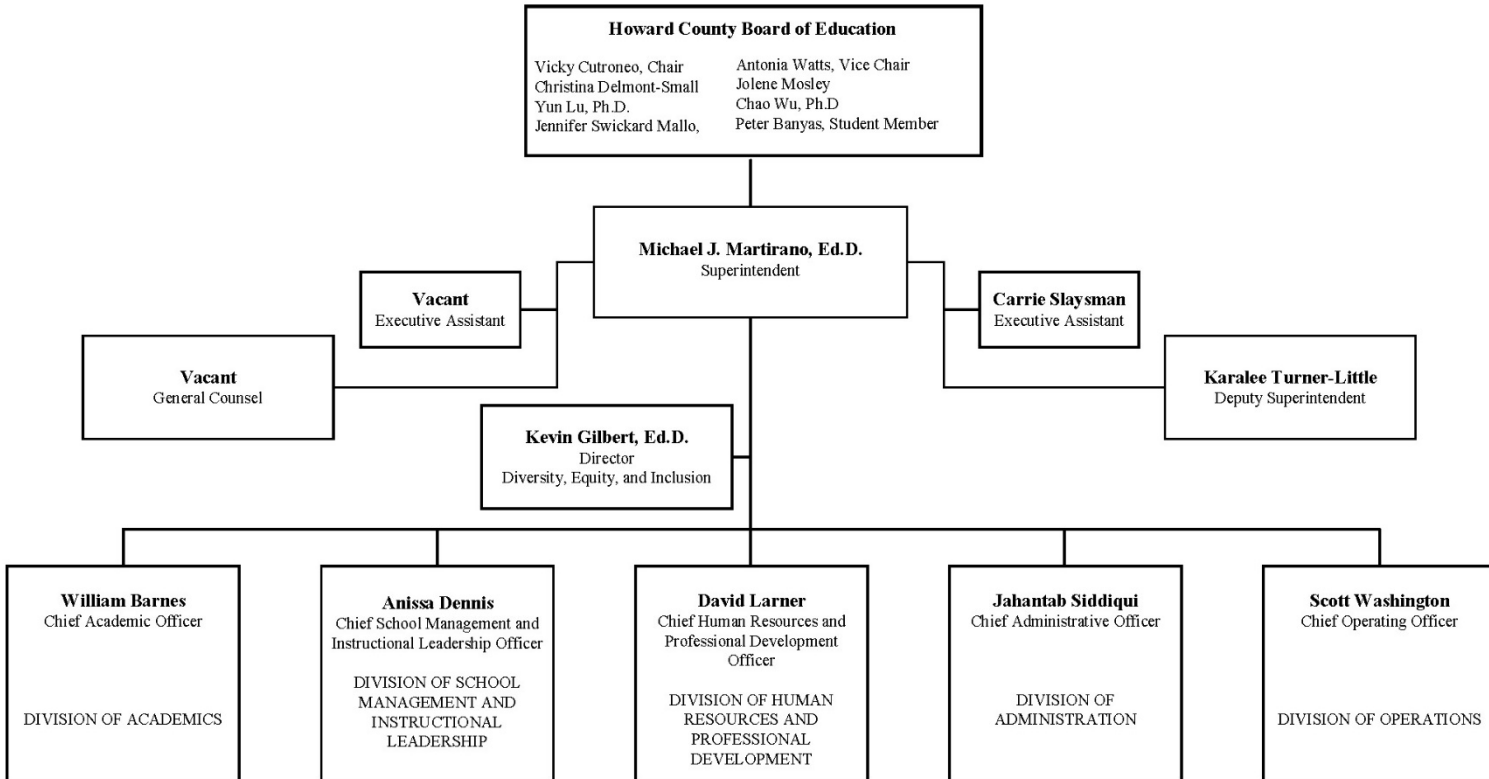 Howard County Board of Education
Vicky Cutroneo, Chair
Christina Delmont-Small
Yun Lu, Ph.D.
Jennifer Swickard Mallo,
Antonia Watts, Vice Chair
Jolene Mosley
Chao Wu, Ph.D
Peter Banyas, Student Member
Michael J. Martirano, Ed.D.
Superintendent
Vacant
Executive Assistant
Carrie Slaysman
Executive Assistant
Vacant
General Counsel
Karalee Turner-Little
Deputy Superintendent
Kevin Gilbert, Ed.D.
Director
Diversity, Equity, and Inclusion
William Barnes
Chief Academic Officer
DIVISION OF ACADEMICS
Anissa Dennis
Chief School Management and
Instructional Leadership Officer
DIVISION OF SCHOOL
MANAGEMENT AND
INSTRUCTIONAL
LEADERSHIP
David Larner
Chief Human Resources and
Professional Development
Officer
DIVISION OF HUMAN
RESOURCES AND
PROFESSIONAL
DEVELOPMENT
Jahantab Siddiqui
Chief Administrative Officer
DIVISION OF
ADMINISTRATION
Scott Washington
Chief Operating Officer
DIVISION OF OPERATIONS